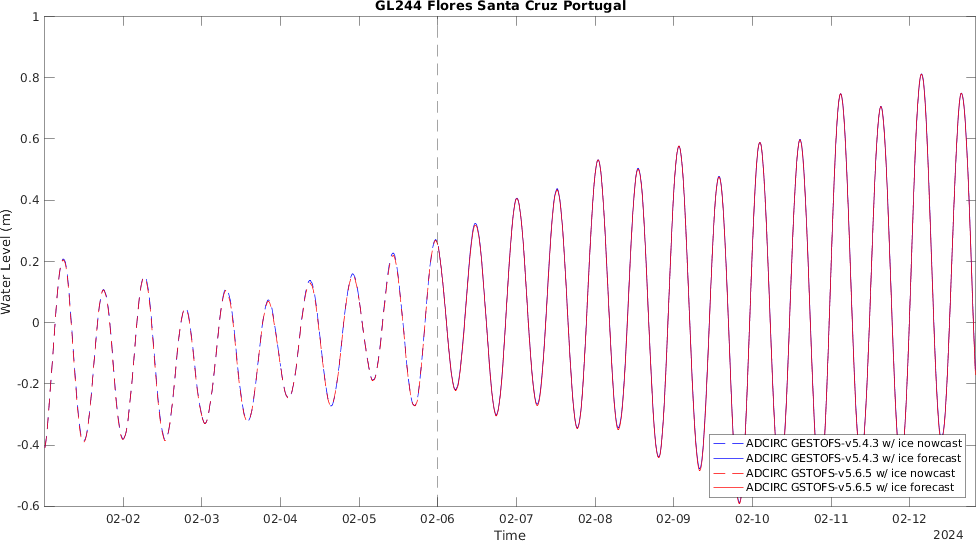 GL244 Flores Santa Cruz Portugal
1
0.8
0.6
0.4
0.2
0
-0.2
-0.4
-0.6
Water Level (m)
ADCIRC GESTOFS-v5.4.3 w/ ice nowcast
ADCIRC GESTOFS-v5.4.3 w/ ice forecast
ADCIRC GSTOFS-v5.6.5 w/ ice nowcast
ADCIRC GSTOFS-v5.6.5 w/ ice forecast
02-02 02-03 02-04 02-05 02-06 02-07 02-08 02-09 02-10 02-11 02-12
Time
2024